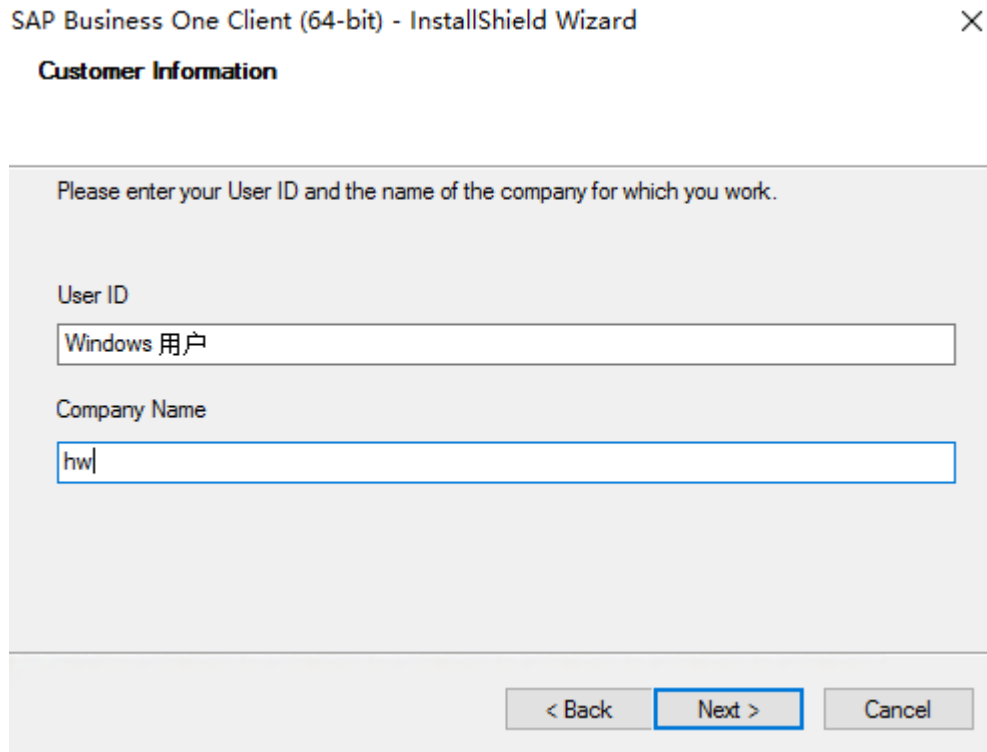 SAP Business One Client (64-bit) - InstallShield Wizard
Customer Information
Please enter your User ID and the name of the company for which you work.
User ID
Windows 用户
Company Name
hw
< Back Next > Cancel